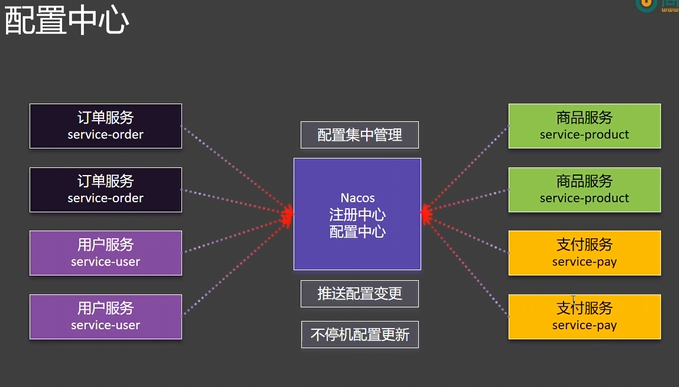 配置中心
订单服务
service-order
订单服务
service-order
用户服务
service-user
用户服务
service-user
配置集中管理
Nacos
注册中心
配置中心
推送配置变更
不停机配置更新
商品服务
service-product
商品服务
service-product
支付服务
service-pay
支付服务
service-pay